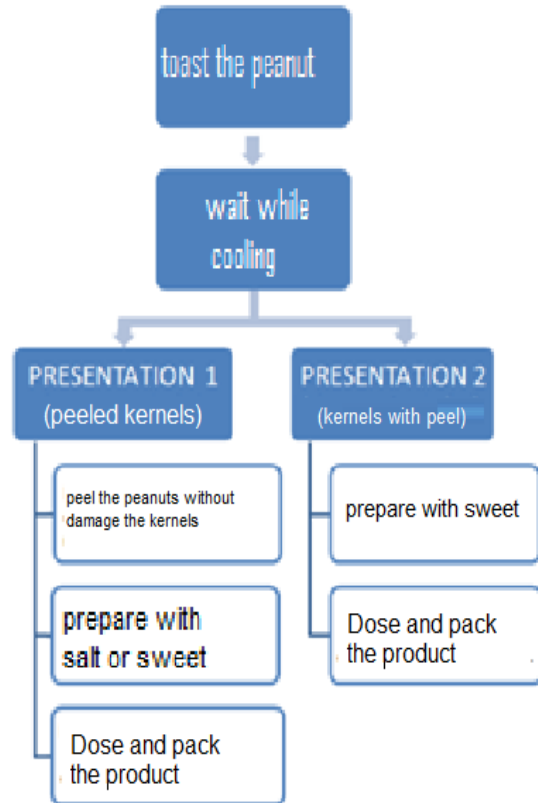 toast the peanut
wait while
cooling
PRESENTATION 1
(peeled kernels)
peel the peanuts without
damage the kernels
prepare with
salt or sweet
Dose and pack
the product
PRESENTATION 2
(kernels with peel)
prepare with sweet
Dose and pack
the product